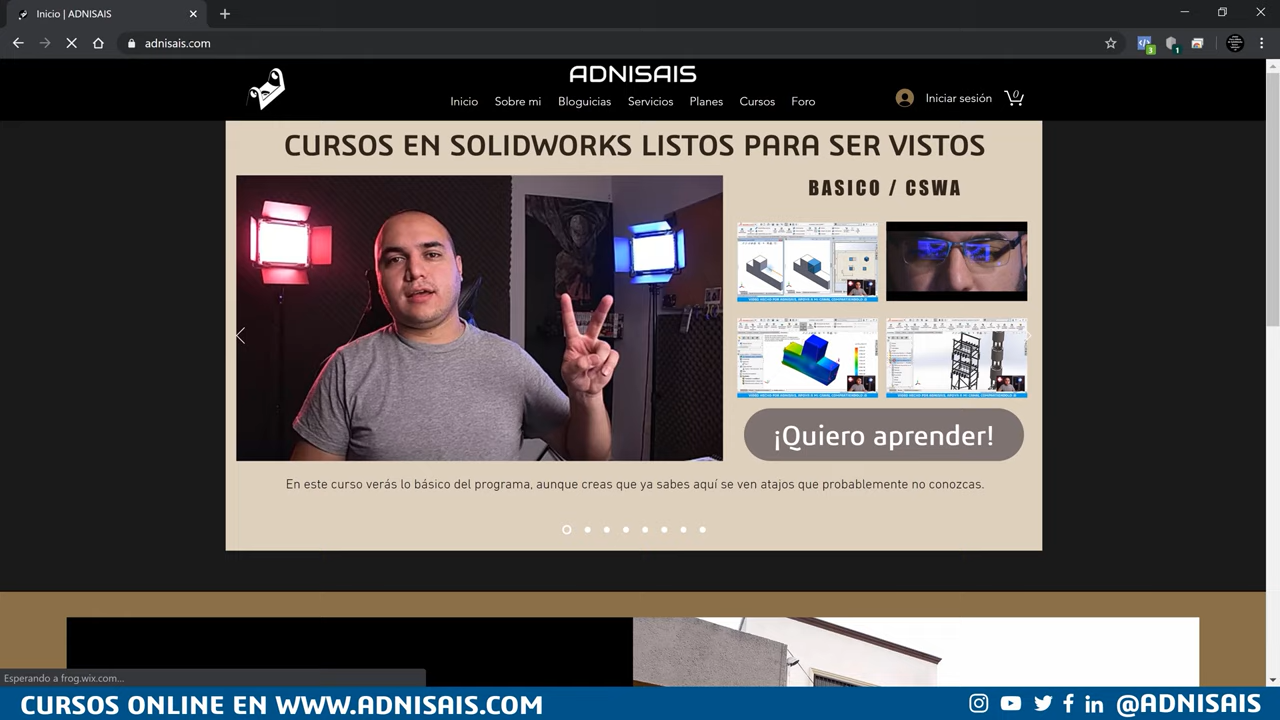 Inicio | ADNISAIS
adnisais.com
3
1
ADNISAIS
Inicio Sobre mi Bloguicias Servicios Planes Cursos Foro
Iniciar sesión
0
CURSOS EN SOLIDWORKS LISTOS PARA SER VISTOS
BASICO / CSWA
¡Quiero aprender!
En este curso verás lo básico del programa, aunque creas que ya sabes aquí se ven atajos que probablemente no conozcas.
Esperando a frog.wix.com...
CURSOS ONLINE EN WWW.ADNISAIS.COM
@ADNISAIS